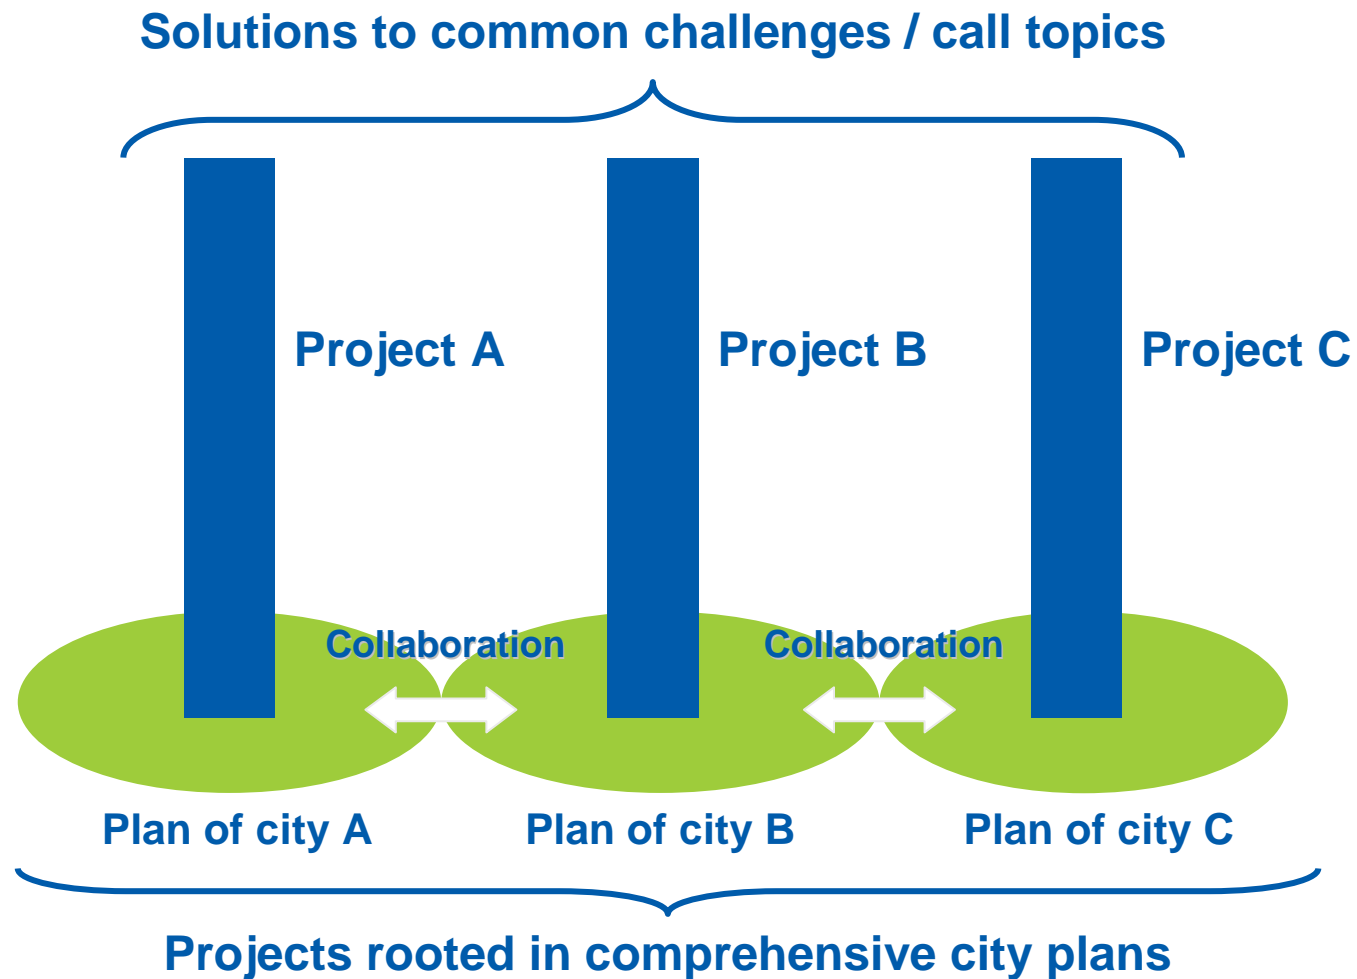 Solutions to common challenges / call topics
Project A
Project B
Project C
Collaboration
Collaboration
Plan of city A
Plan of city B
Plan of city C
Projects rooted in comprehensive city plans